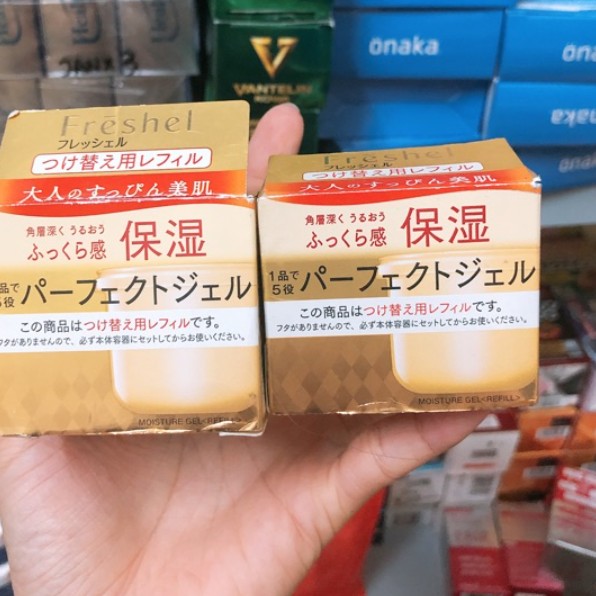 onaka
ona
VANTELIN
onaka
onaka
Freshel
フレッシェル
つけ替え用レフィル
大人のすっぴん美肌
角層深く うるおう
ふっくら感 保湿
1品で
5役 パーフェクトジェル
この商品はつけ替え用レフィルです。
フタがありませんので、必ず本体容器にセットしてからお使いください。
MOISTURE GEL<REFILL>
Freshel
フレッシェル
つけ替え用レフィル
大人のすっぴん美肌
角層深く うるおう
ふっくら感 保湿
1品で
5役 パーフェクトジェル
この商品はつけ替え用レフィルです。
フタがありませんので、必ず本体容器にセットしてからお使いください。
MOISTURE GEL<REFILL>